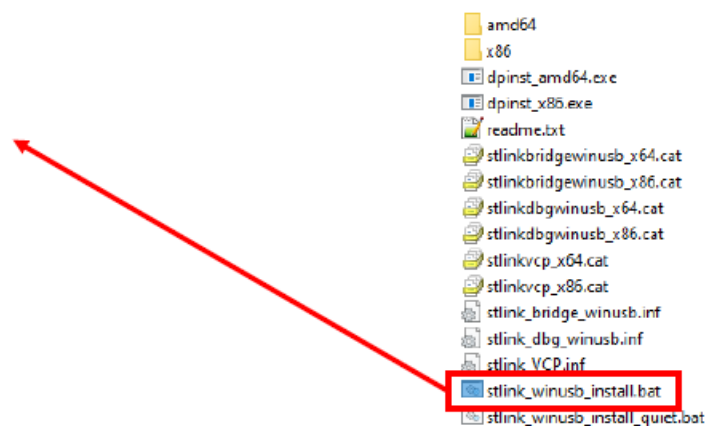 amd64
x86
dpinst_amd64.exe
dpinst_x86.exe
readme.txt
stlinkbridgewinusb_x64.cat
stlinkbridgewinusb_x86.cat
stlinkdbgwinusb_x64.cat
stlinkdbgwinusb_x86.cat
stlinkvcp_x64.cat
stlinkvcp_x86.cat
stlink_bridge_winusb.inf
stlink_dbg_winusb.inf
stlink_VCP.inf
stlink_winusb_install.bat
stlink_winusb_install_quiet.bat